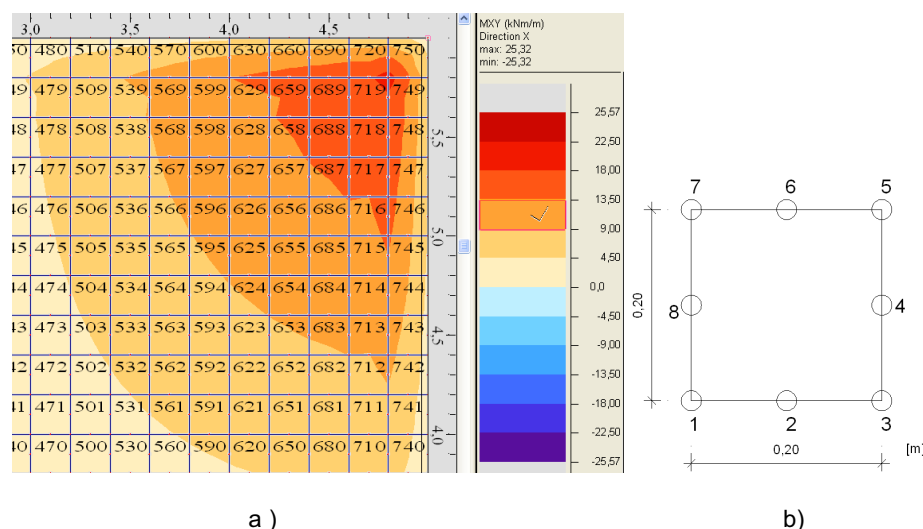 3,0 3,5 4,0 4,5
50 480 510 540 570 600 630 660 690 720 750
49 479 509 539 569 599 629 659 689 719 749
48 478 508 538 568 598 628 658 688 718 748
47 477 507 537 567 597 627 657 687 717 747
46 476 506 536 566 596 626 656 686 716 746
45 475 505 535 565 595 625 655 685 715 745
44 474 504 534 564 594 624 654 684 714 744
43 473 503 533 563 593 623 653 683 713 743
42 472 502 532 562 592 622 652 682 712 742
41 471 501 531 561 591 621 651 681 711 741
40 470 500 530 560 590 620 650 680 710 740
5,5
5,0
4,5
4,0
MXY (kNm/m)
Direction X
max: 25,32
min: -25,32
25,57
22,50
18,00
13,50
9,00
4,50
0,0
-4,50
-9,00
-13,50
-18,00
-22,50
-25,57
7 6 5
0,20
8 4
1 2 3
0,20 [m]
a ) b)